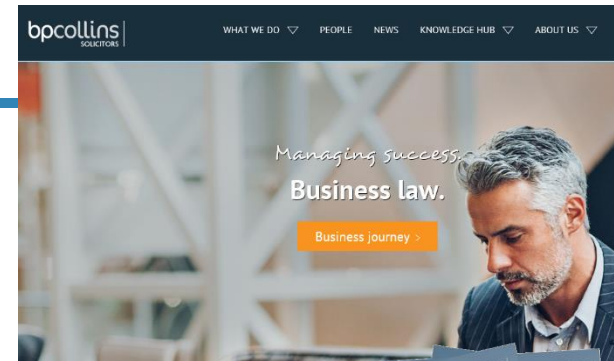 bpcollins
SOLICITORS
WHAT WE DO PEOPLE NEWS KNOWLEDGE HUB ABOUT US
Managing success.
Business law.
Business journey >